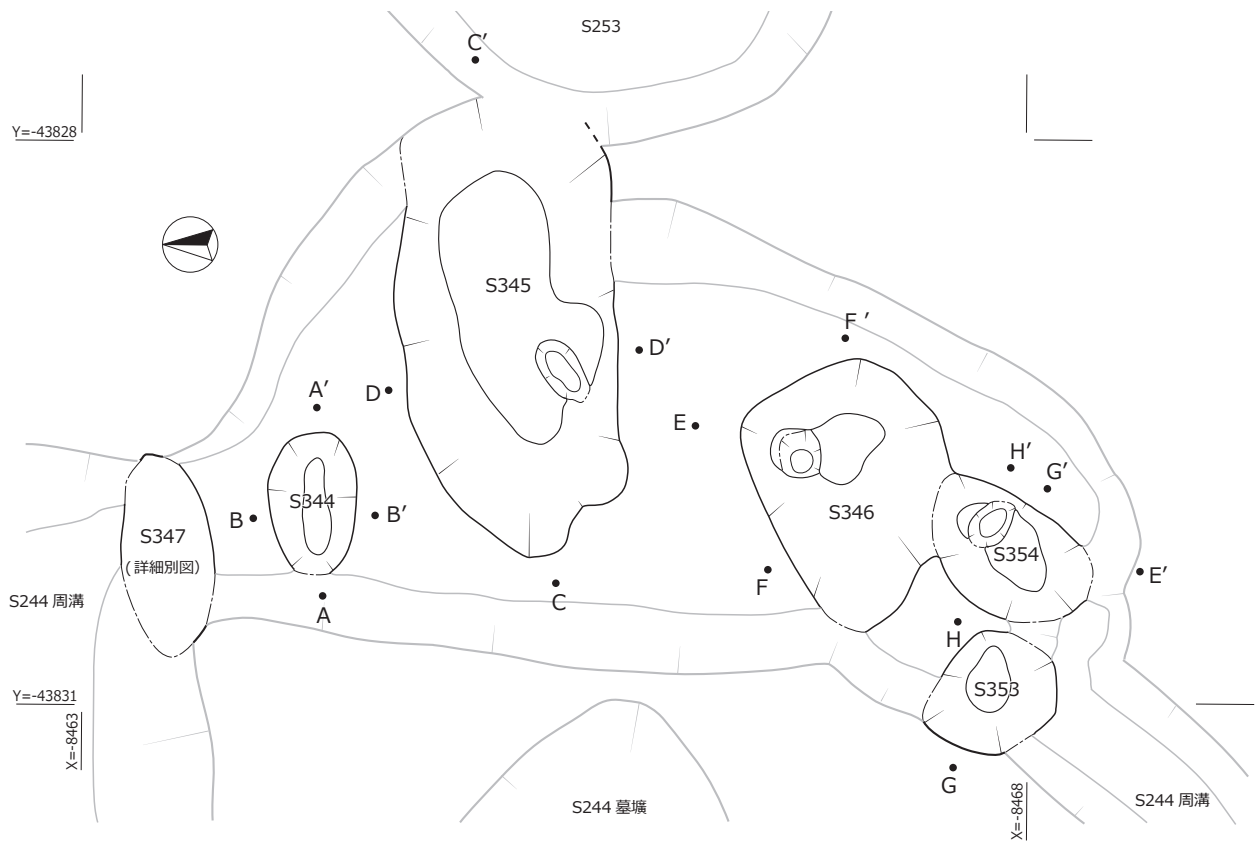 S253
C′
Y=-43828
S345
F ′
D′
D
A′
E
H′
G′
S344
S346
B
B′
S347
(詳細別図)
S354
E′
F
C
A
S244 周溝
H
S353
Y=-43831
X=-8463
G
S244 墓壙
X=-8468
S244 周溝